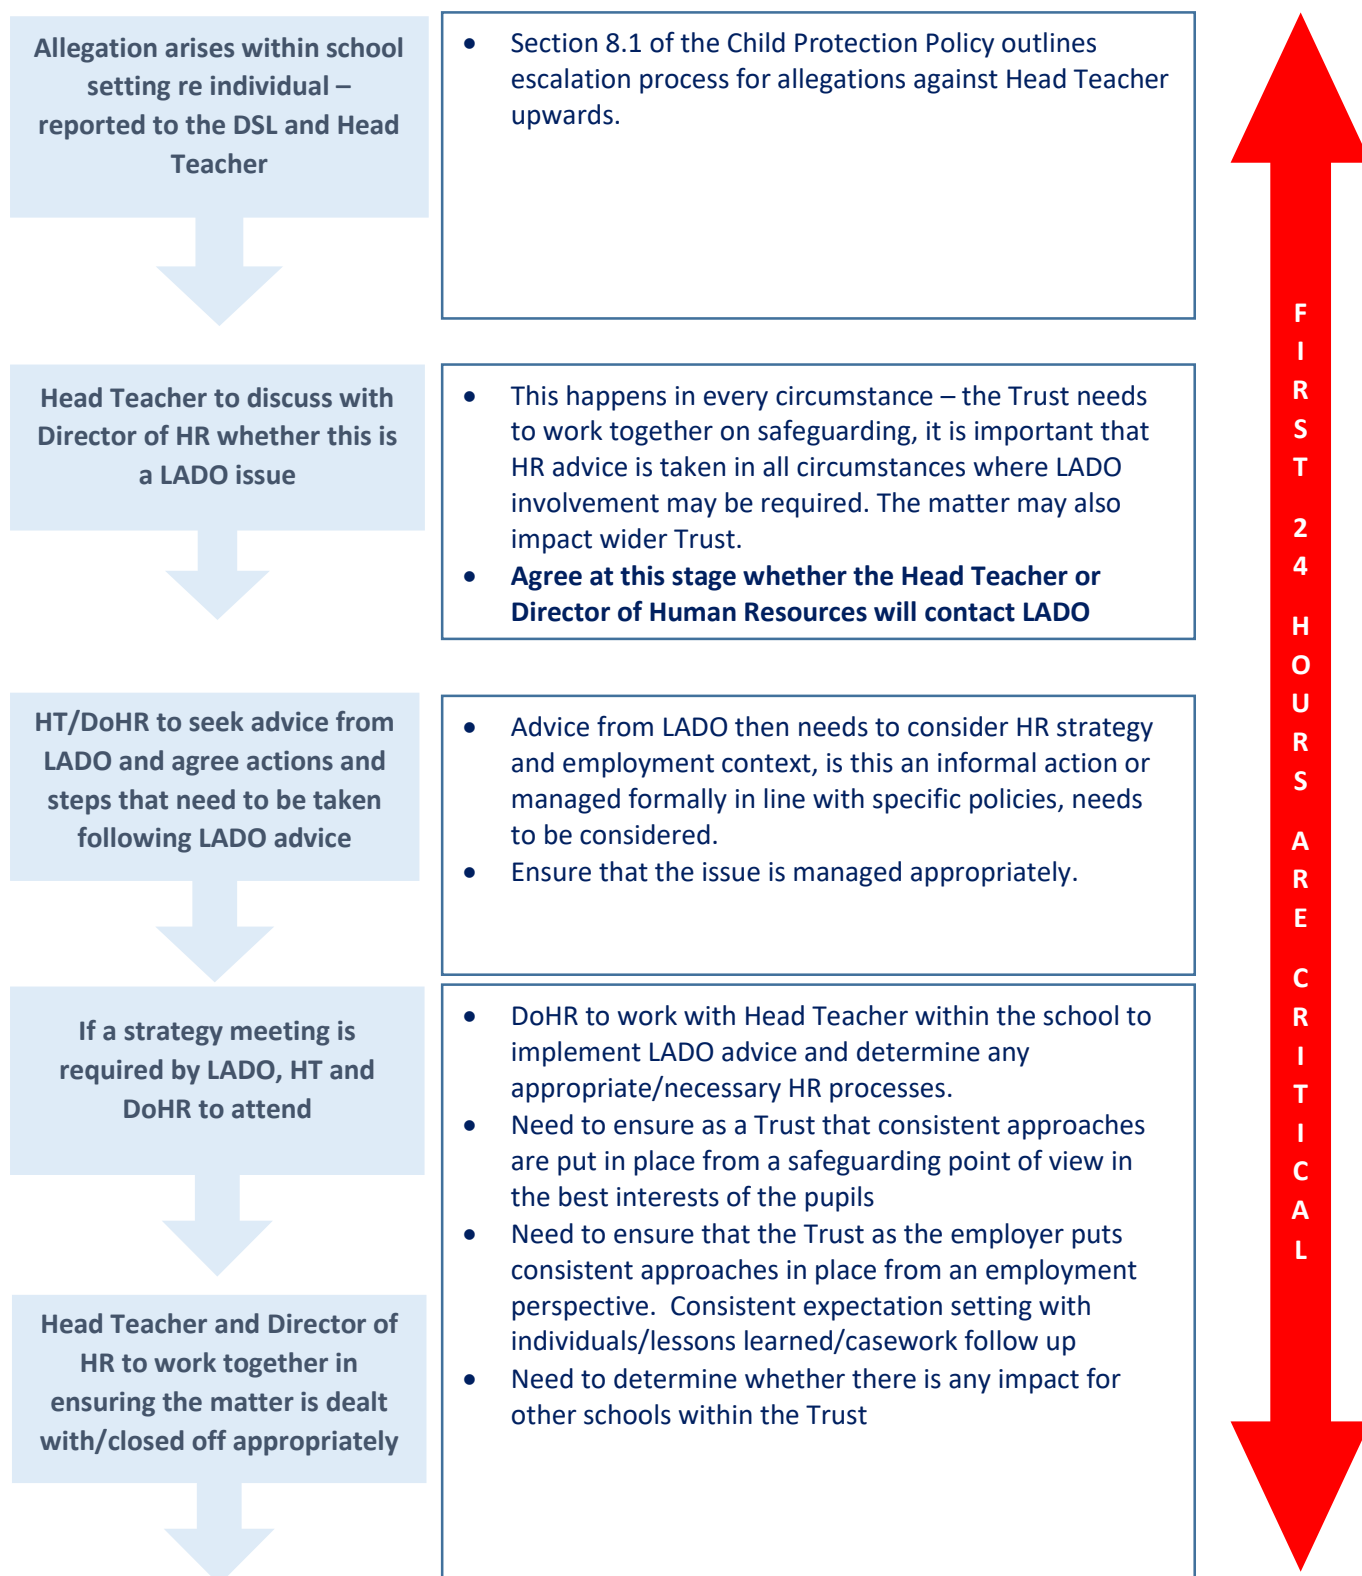 Allegation arises within school
setting re individual –
reported to the DSL and Head
Teacher
• Section 8.1 of the Child Protection Policy outlines
escalation process for allegations against Head Teacher
upwards.
Head Teacher to discuss with
Director of HR whether this is
a LADO issue
• This happens in every circumstance – the Trust needs
to work together on safeguarding, it is important that
HR advice is taken in all circumstances where LADO
involvement may be required. The matter may also
impact wider Trust.
• Agree at this stage whether the Head Teacher or
Director of Human Resources will contact LADO
HT/DoHR to seek advice from
LADO and agree actions and
steps that need to be taken
following LADO advice
• Advice from LADO then needs to consider HR strategy
and employment context, is this an informal action or
managed formally in line with specific policies, needs
to be considered.
• Ensure that the issue is managed appropriately.
If a strategy meeting is
required by LADO, HT and
DoHR to attend
Head Teacher and Director of
HR to work together in
ensuring the matter is dealt
with/closed off appropriately
• DoHR to work with Head Teacher within the school to
implement LADO advice and determine any
appropriate/necessary HR processes.
• Need to ensure as a Trust that consistent approaches
are put in place from a safeguarding point of view in
the best interests of the pupils
• Need to ensure that the Trust as the employer puts
consistent approaches in place from an employment
perspective.  Consistent expectation setting with
individuals/lessons learned/casework follow up
• Need to determine whether there is any impact for
other schools within the Trust
FIRST 24 HOURS ARE CRITICAL